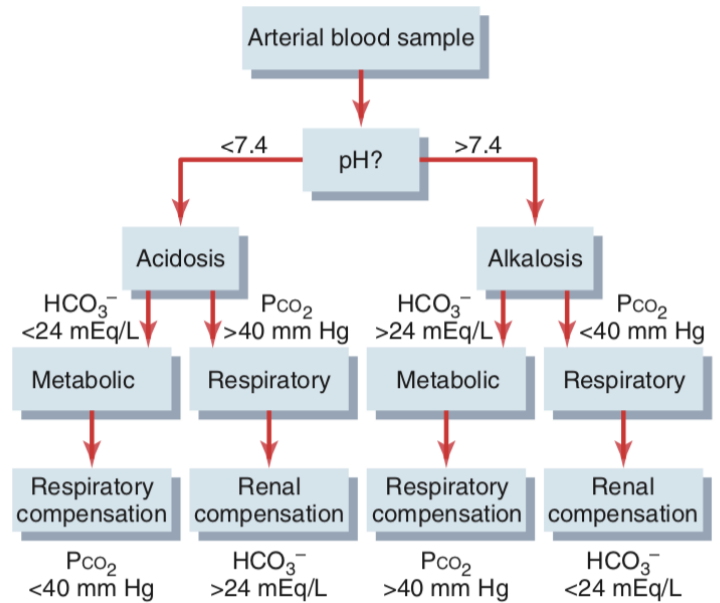 Arterial blood sample
<7.4
pH?
>7.4
Acidosis
Alkalosis
HCO₃⁻
<24 mEq/L
PCO₂
>40 mm Hg
HCO₃⁻
>24 mEq/L
PCO₂
<40 mm Hg
Metabolic
Respiratory
Metabolic
Respiratory
Respiratory
compensation
Renal
compensation
Respiratory
compensation
Renal
compensation
PCO₂
<40 mm Hg
HCO₃⁻
>24 mEq/L
PCO₂
>40 mm Hg
HCO₃⁻
<24 mEq/L